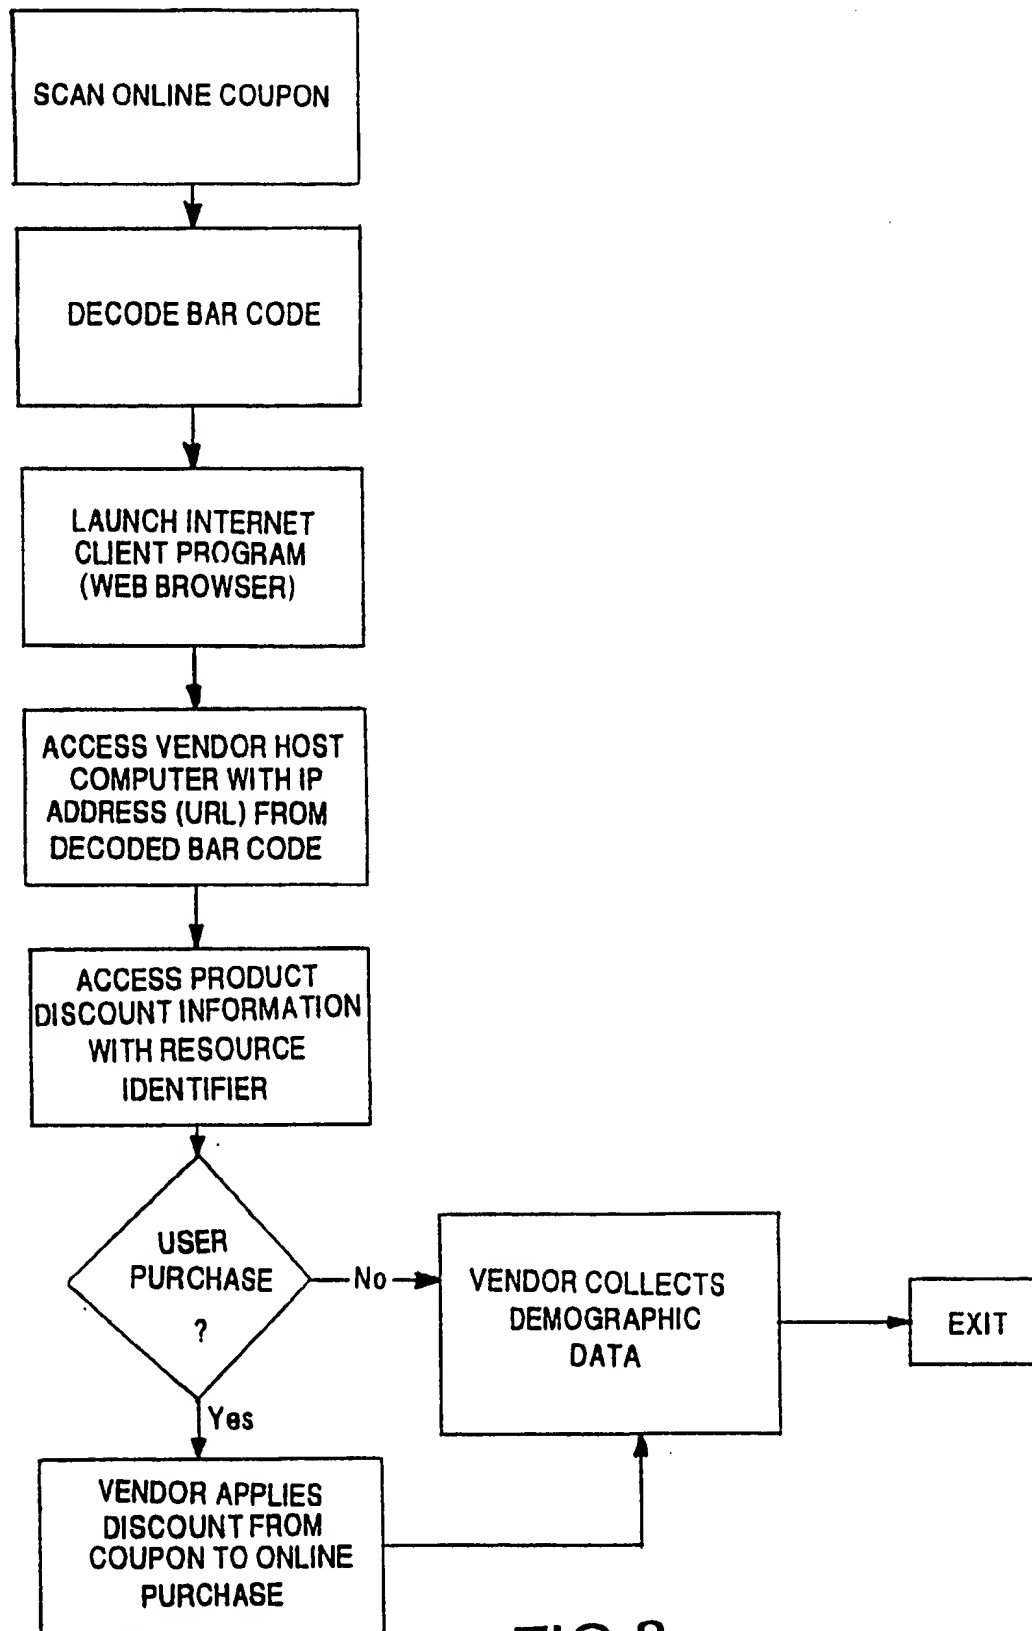 SCAN ONLINE COUPON
DECODE BAR CODE
LAUNCH INTERNET
CLIENT PROGRAM
(WEB BROWSER)
ACCESS VENDOR HOST
COMPUTER WITH IP
ADDRESS (URL) FROM
DECODED BAR CODE
ACCESS PRODUCT
DISCOUNT INFORMATION
WITH RESOURCE
IDENTIFIER
USER
PURCHASE
?
No
VENDOR COLLECTS
DEMOGRAPHIC
DATA
EXIT
Yes
VENDOR APPLIES
DISCOUNT FROM
COUPON TO ONLINE
PURCHASE